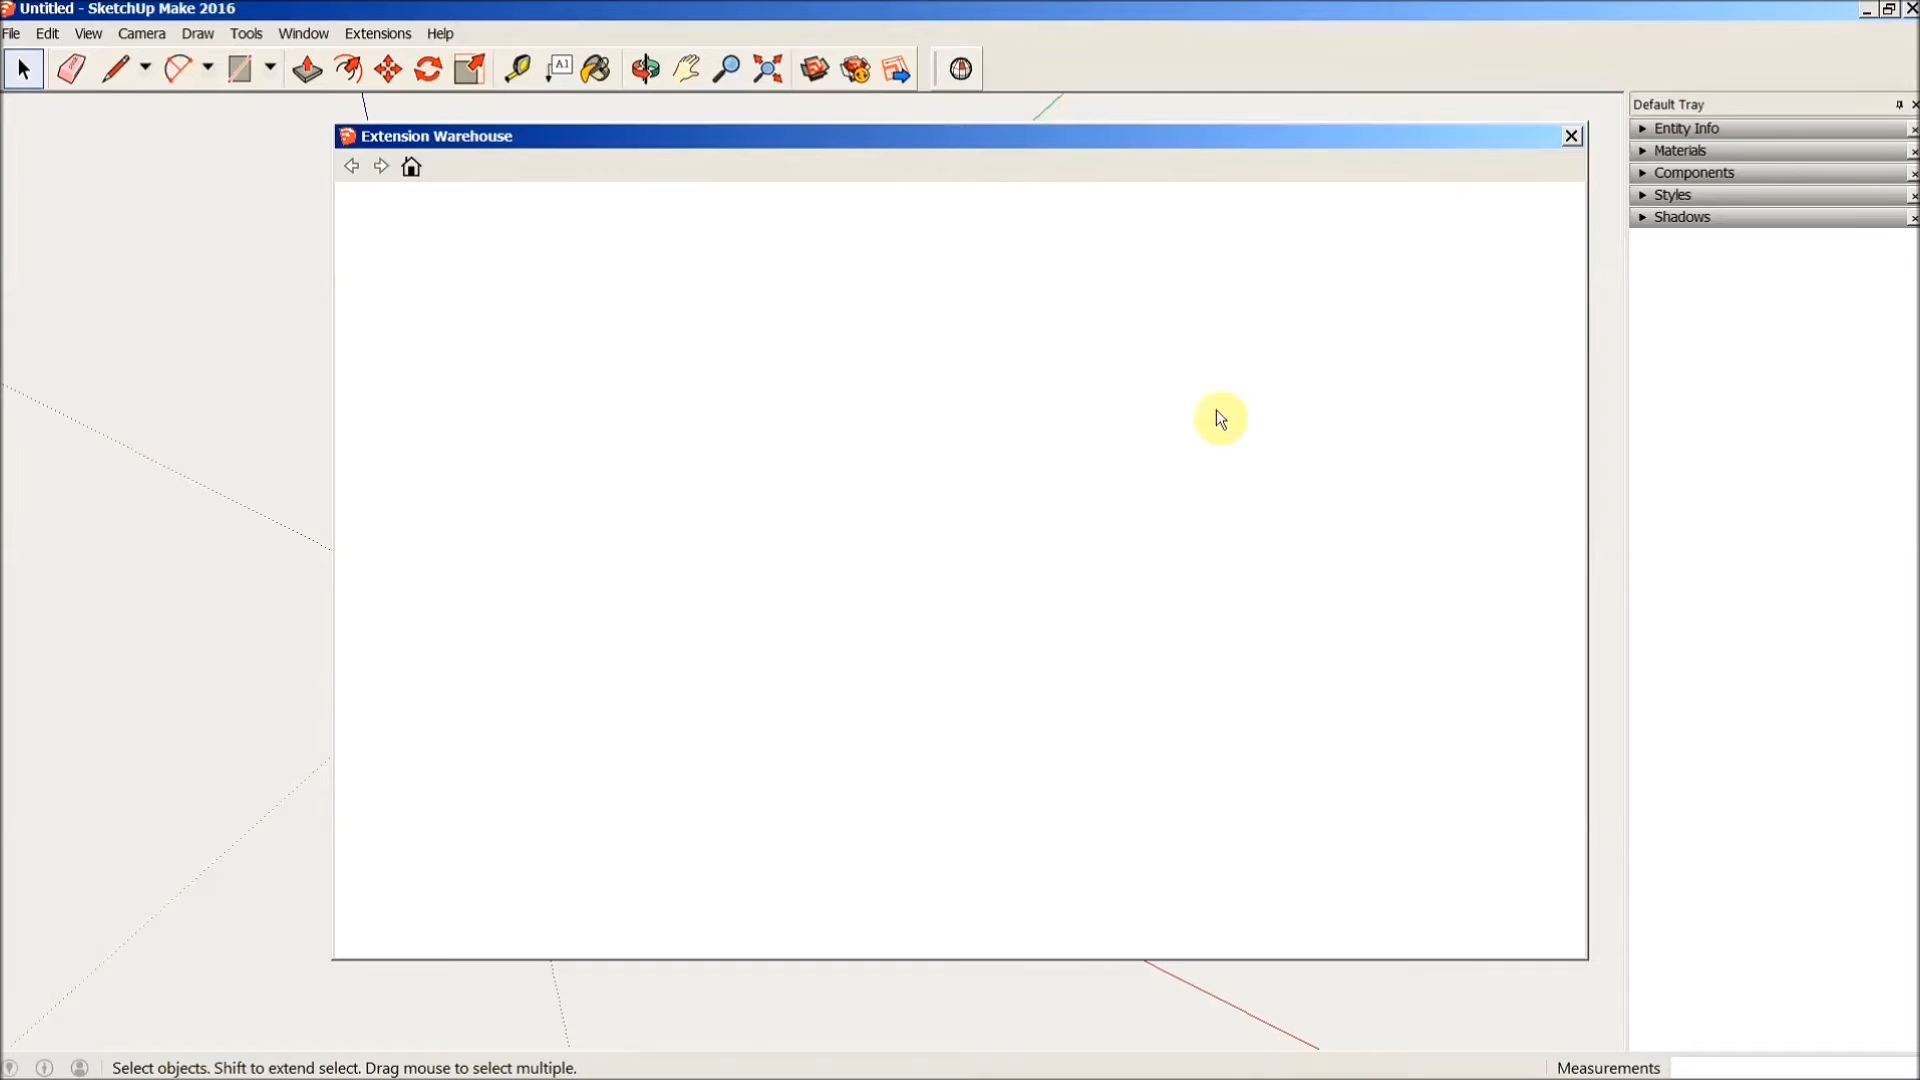 Untitled - SketchUp Make 2016
File Edit View Camera Draw Tools Window Extensions Help
A1
Default Tray
Extension Warehouse
Entity Info
Materials
Components
Styles
Shadows
Select objects. Shift to extend select. Drag mouse to select multiple.
Measurements